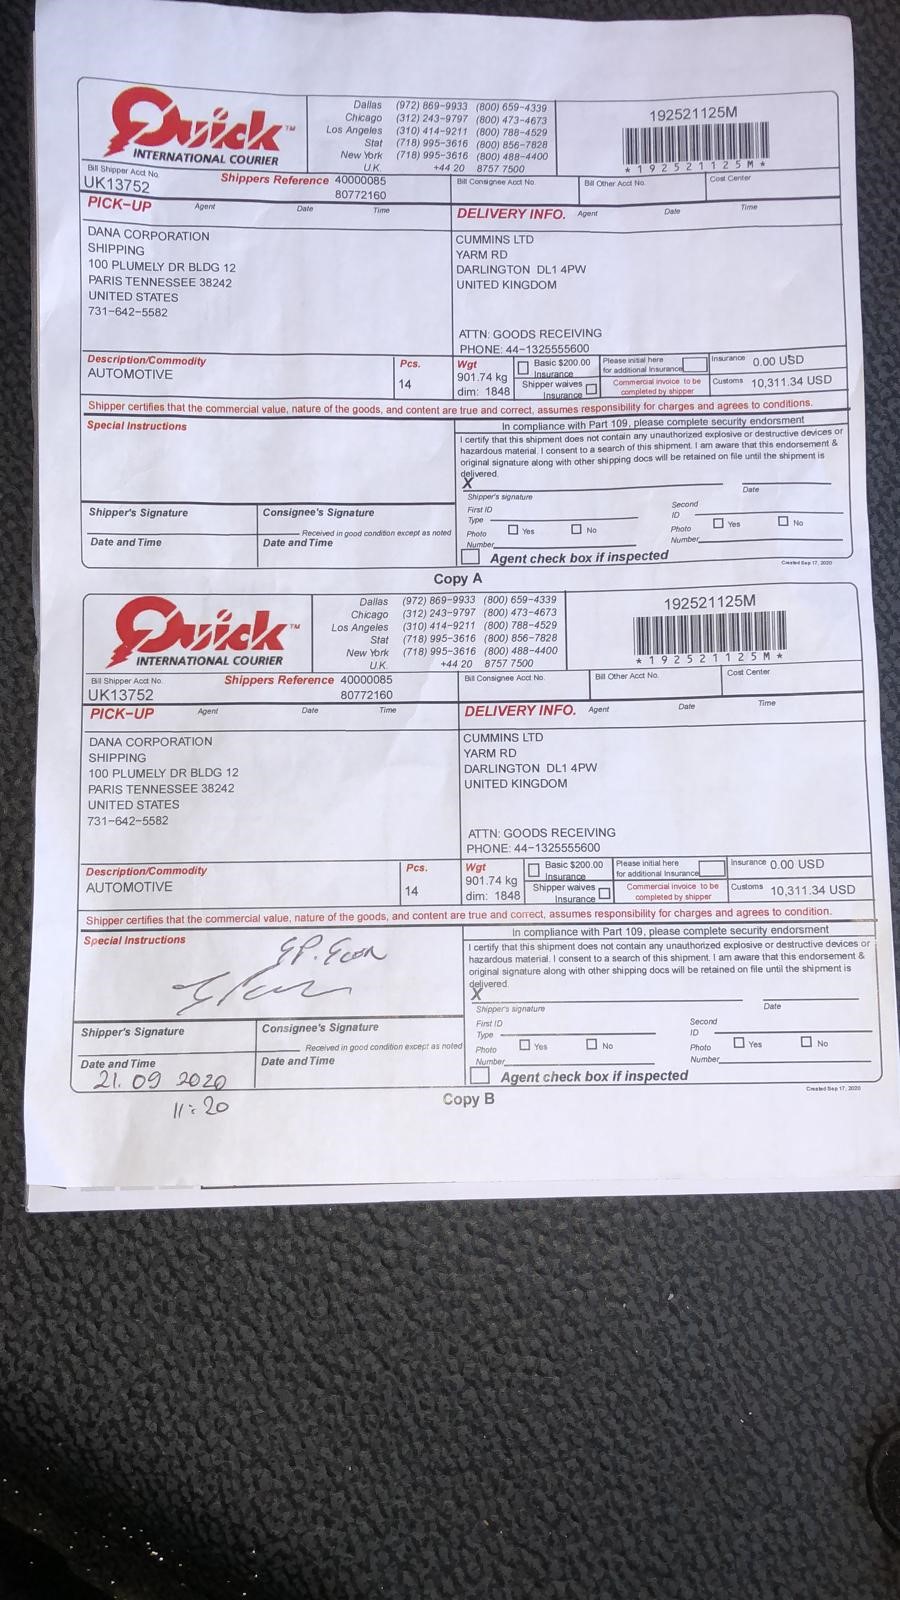 Quick™
INTERNATIONAL COURIER
Dallas (972) 869-9933 (800) 659-4339
Chicago (312) 243-9797 (800) 473-4673
Los Angeles (310) 414-9211 (800) 788-4529
Stat (718) 995-3616 (800) 856-7828
New York (718) 995-3616 (800) 488-4400
U.K. +44 20 8757 7500
192521125M
*192521125M*
Bill Shipper Acct No.
UK13752
Shippers Reference 40000085
80772160
Bill Consignee Acct No.
Bill Other Acct No.
Cost Center
PICK-UP Agent Date Time
DELIVERY INFO. Agent Date Time
DANA CORPORATION
SHIPPING
100 PLUMELY DR BLDG 12
PARIS TENNESSEE 38242
UNITED STATES
731-642-5582
CUMMINS LTD
YARM RD
DARLINGTON DL1 4PW
UNITED KINGDOM
ATTN: GOODS RECEIVING
PHONE: 44-1325555600
Description/Commodity
AUTOMOTIVE
Pcs.
14
Wgt
901.74 kg
dim: 1848
Basic $200.00
Insurance
Shipper waives
Insurance
Please initial here
for additional Insurance
Commercial invoice to be
completed by shipper
Insurance 0.00 USD
Customs 10,311.34 USD
Shipper certifies that the commercial value, nature of the goods, and content are true and correct, assumes responsibility for charges and agrees to conditions.
Special Instructions
In compliance with Part 109, please complete security endorsment
I certify that this shipment does not contain any unauthorized explosive or destructive devices or
hazardous material. I consent to a search of this shipment. I am aware that this endorsement &
original signature along with other shipping docs will be retained on file until the shipment is
delivered.
X
Shipper's signature
Date
First ID
Type
Photo Yes No
Number
Second
ID
Photo Yes No
Number
Shipper's Signature
Consignee's Signature
Received in good condition except as noted
Date and Time
Date and Time
Agent check box if inspected
Created Sep 17, 2020
Copy A
Quick™
INTERNATIONAL COURIER
Dallas (972) 869-9933 (800) 659-4339
Chicago (312) 243-9797 (800) 473-4673
Los Angeles (310) 414-9211 (800) 788-4529
Stat (718) 995-3616 (800) 856-7828
New York (718) 995-3616 (800) 488-4400
U.K. +44 20 8757 7500
192521125M
*192521125M*
Bill Shipper Acct No.
UK13752
Shippers Reference 40000085
80772160
Bill Consignee Acct No.
Bill Other Acct No.
Cost Center
PICK-UP Agent Date Time
DELIVERY INFO. Agent Date Time
DANA CORPORATION
SHIPPING
100 PLUMELY DR BLDG 12
PARIS TENNESSEE 38242
UNITED STATES
731-642-5582
CUMMINS LTD
YARM RD
DARLINGTON DL1 4PW
UNITED KINGDOM
ATTN: GOODS RECEIVING
PHONE: 44-1325555600
Description/Commodity
AUTOMOTIVE
Pcs.
14
Wgt
901.74 kg
dim: 1848
Basic $200.00
Insurance
Shipper waives
Insurance
Please initial here
for additional Insurance
Commercial invoice to be
completed by shipper
Insurance 0.00 USD
Customs 10,311.34 USD
Shipper certifies that the commercial value, nature of the goods, and content are true and correct, assumes responsibility for charges and agrees to condition.
Special Instructions
In compliance with Part 109, please complete security endorsment
I certify that this shipment does not contain any unauthorized explosive or destructive devices or
hazardous material. I consent to a search of this shipment. I am aware that this endorsement &
original signature along with other shipping docs will be retained on file until the shipment is
delivered.
X
Shipper's signature
Date
First ID
Type
Photo Yes No
Number
Second
ID
Photo Yes No
Number
Shipper's Signature
Consignee's Signature
Received in good condition except as noted
Date and Time
Date and Time
21.09 2020
11:20
Agent check box if inspected
Created Sep 17, 2020
Copy B